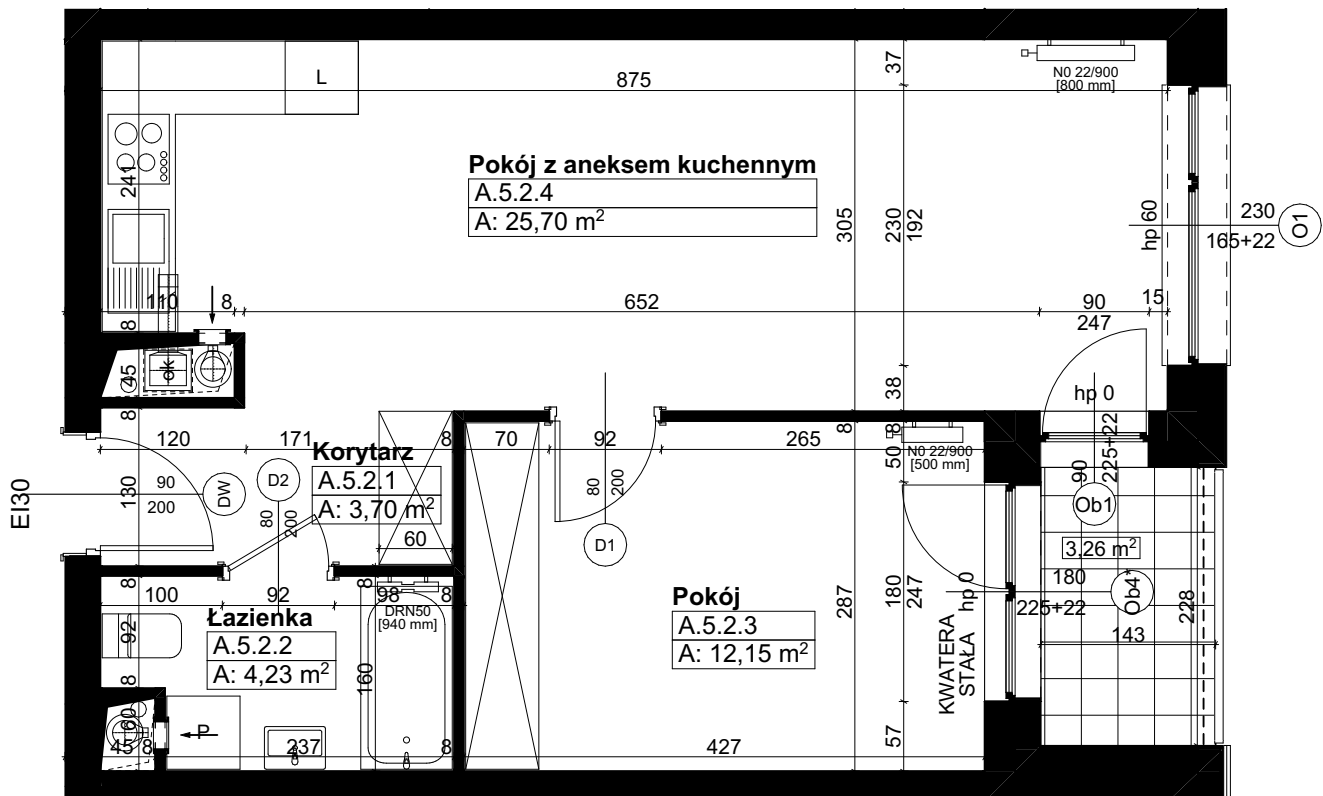 L
875
37
N0 22/900
[800 mm]
241
Pokój z aneksem kuchennym
A.5.2.4
A: 25,70 m²
305
230
192
hp 60
230
165+22
O1
110
8
652
90
247
15
8
45
8
ok
38
hp 0
120
171
8
70
92
265
8
8
50
N0 22/900
[500 mm]
90
225+22
Korytarz
A.5.2.1
A: 3,70 m²
EI30
130
90
200
DW
D2
80
200
60
80
200
D1
Ob1
3,26 m²
8
100
92
8
98
8
DRN50
[940 mm]
Łazienka
A.5.2.2
A: 4,23 m²
92
8
160
Pokój
A.5.2.3
A: 12,15 m²
287
180
247
hp 0
KWATERA
STAŁA
180
225+22
Ob4*
143
228
60
P
45
8
237
8
427
57